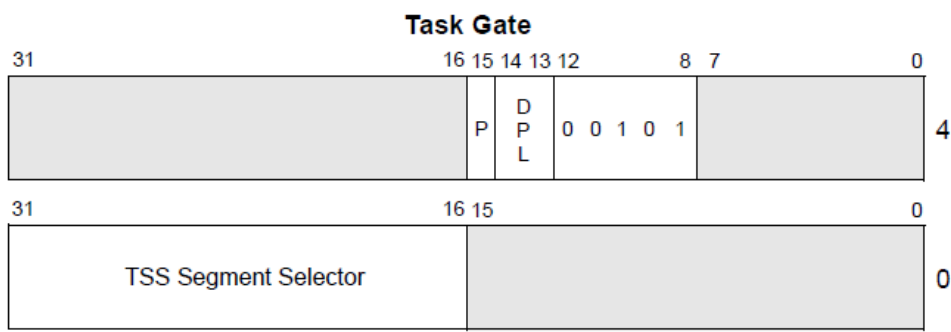 Task Gate
31 16 15 14 13 12 8 7 0
P DPL 0 0 1 0 1 4
31 16 15 0
TSS Segment Selector 0